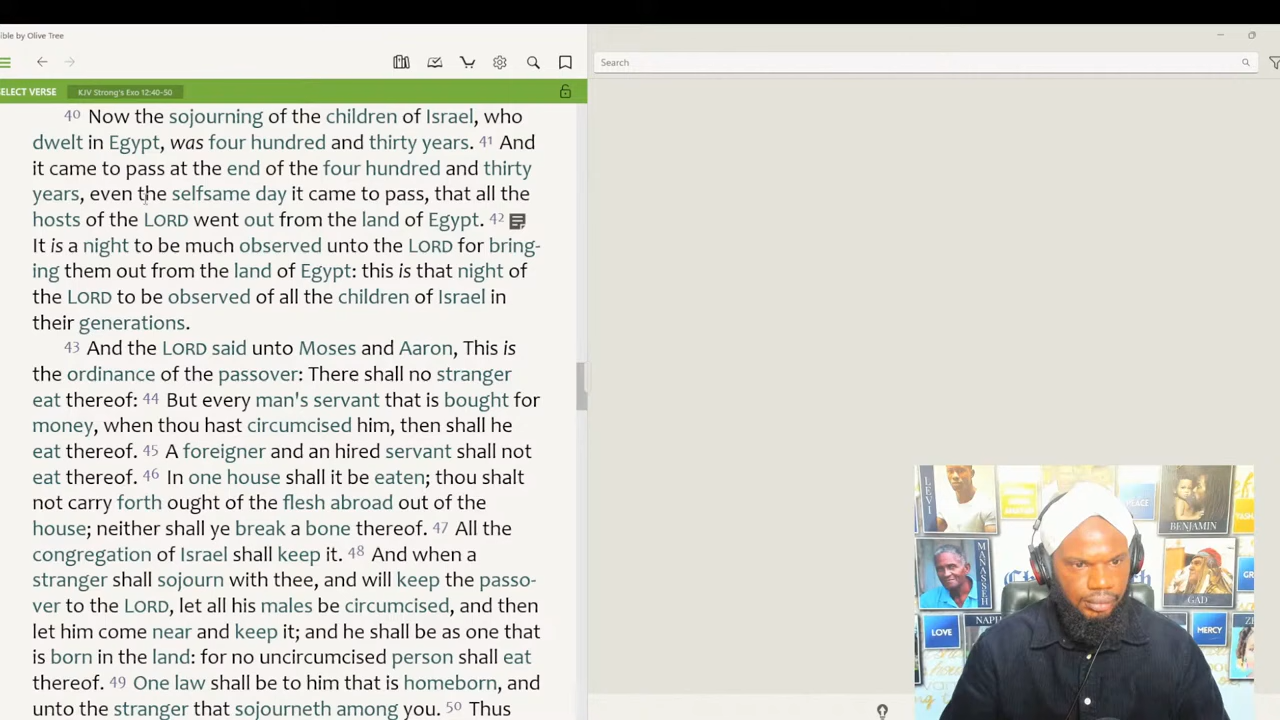 ible by Olive Tree
Search
SELECT VERSE KJV Strong's Exo 12:40-50
40 Now the sojourning of the children of Israel, who
dwelt in Egypt, was four hundred and thirty years. 41 And
it came to pass at the end of the four hundred and thirty
years, even the selfsame day it came to pass, that all the
hosts of the LORD went out from the land of Egypt. 42
It is a night to be much observed unto the LORD for bring-
ing them out from the land of Egypt: this is that night of
the LORD to be observed of all the children of Israel in
their generations.
43 And the LORD said unto Moses and Aaron, This is
the ordinance of the passover: There shall no stranger
eat thereof: 44 But every man's servant that is bought for
money, when thou hast circumcised him, then shall he
eat thereof. 45 A foreigner and an hired servant shall not
eat thereof. 46 In one house shall it be eaten; thou shalt
not carry forth ought of the flesh abroad out of the
house; neither shall ye break a bone thereof. 47 All the
congregation of Israel shall keep it. 48 And when a
stranger shall sojourn with thee, and will keep the passo-
ver to the LORD, let all his males be circumcised, and then
let him come near and keep it; and he shall be as one that
is born in the land: for no uncircumcised person shall eat
thereof. 49 One law shall be to him that is homeborn, and
unto the stranger that sojourneth among you. 50 Thus
LEVI
PEACE
BENJAMIN
MANASSEH
GAD
NAPH
LOVE
MERCY